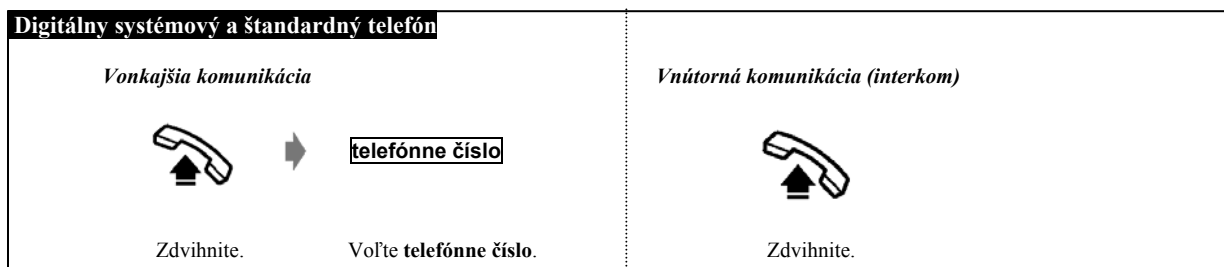 Digitálny systémový a štandardný telefón
Vonkajšia komunikácia
telefónne číslo
Zdvihnite.
Voľte telefónne číslo.
Vnútorná komunikácia (interkom)
Zdvihnite.